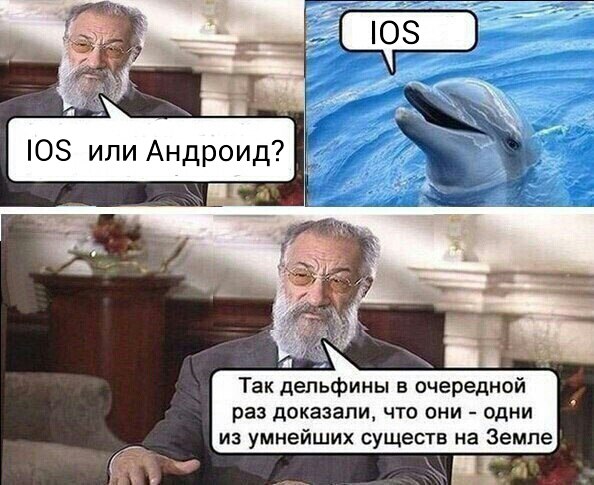 IOS или Андроид?
IOS
Так дельфины в очередной
раз доказали, что они - одни
из умнейших существ на Земле